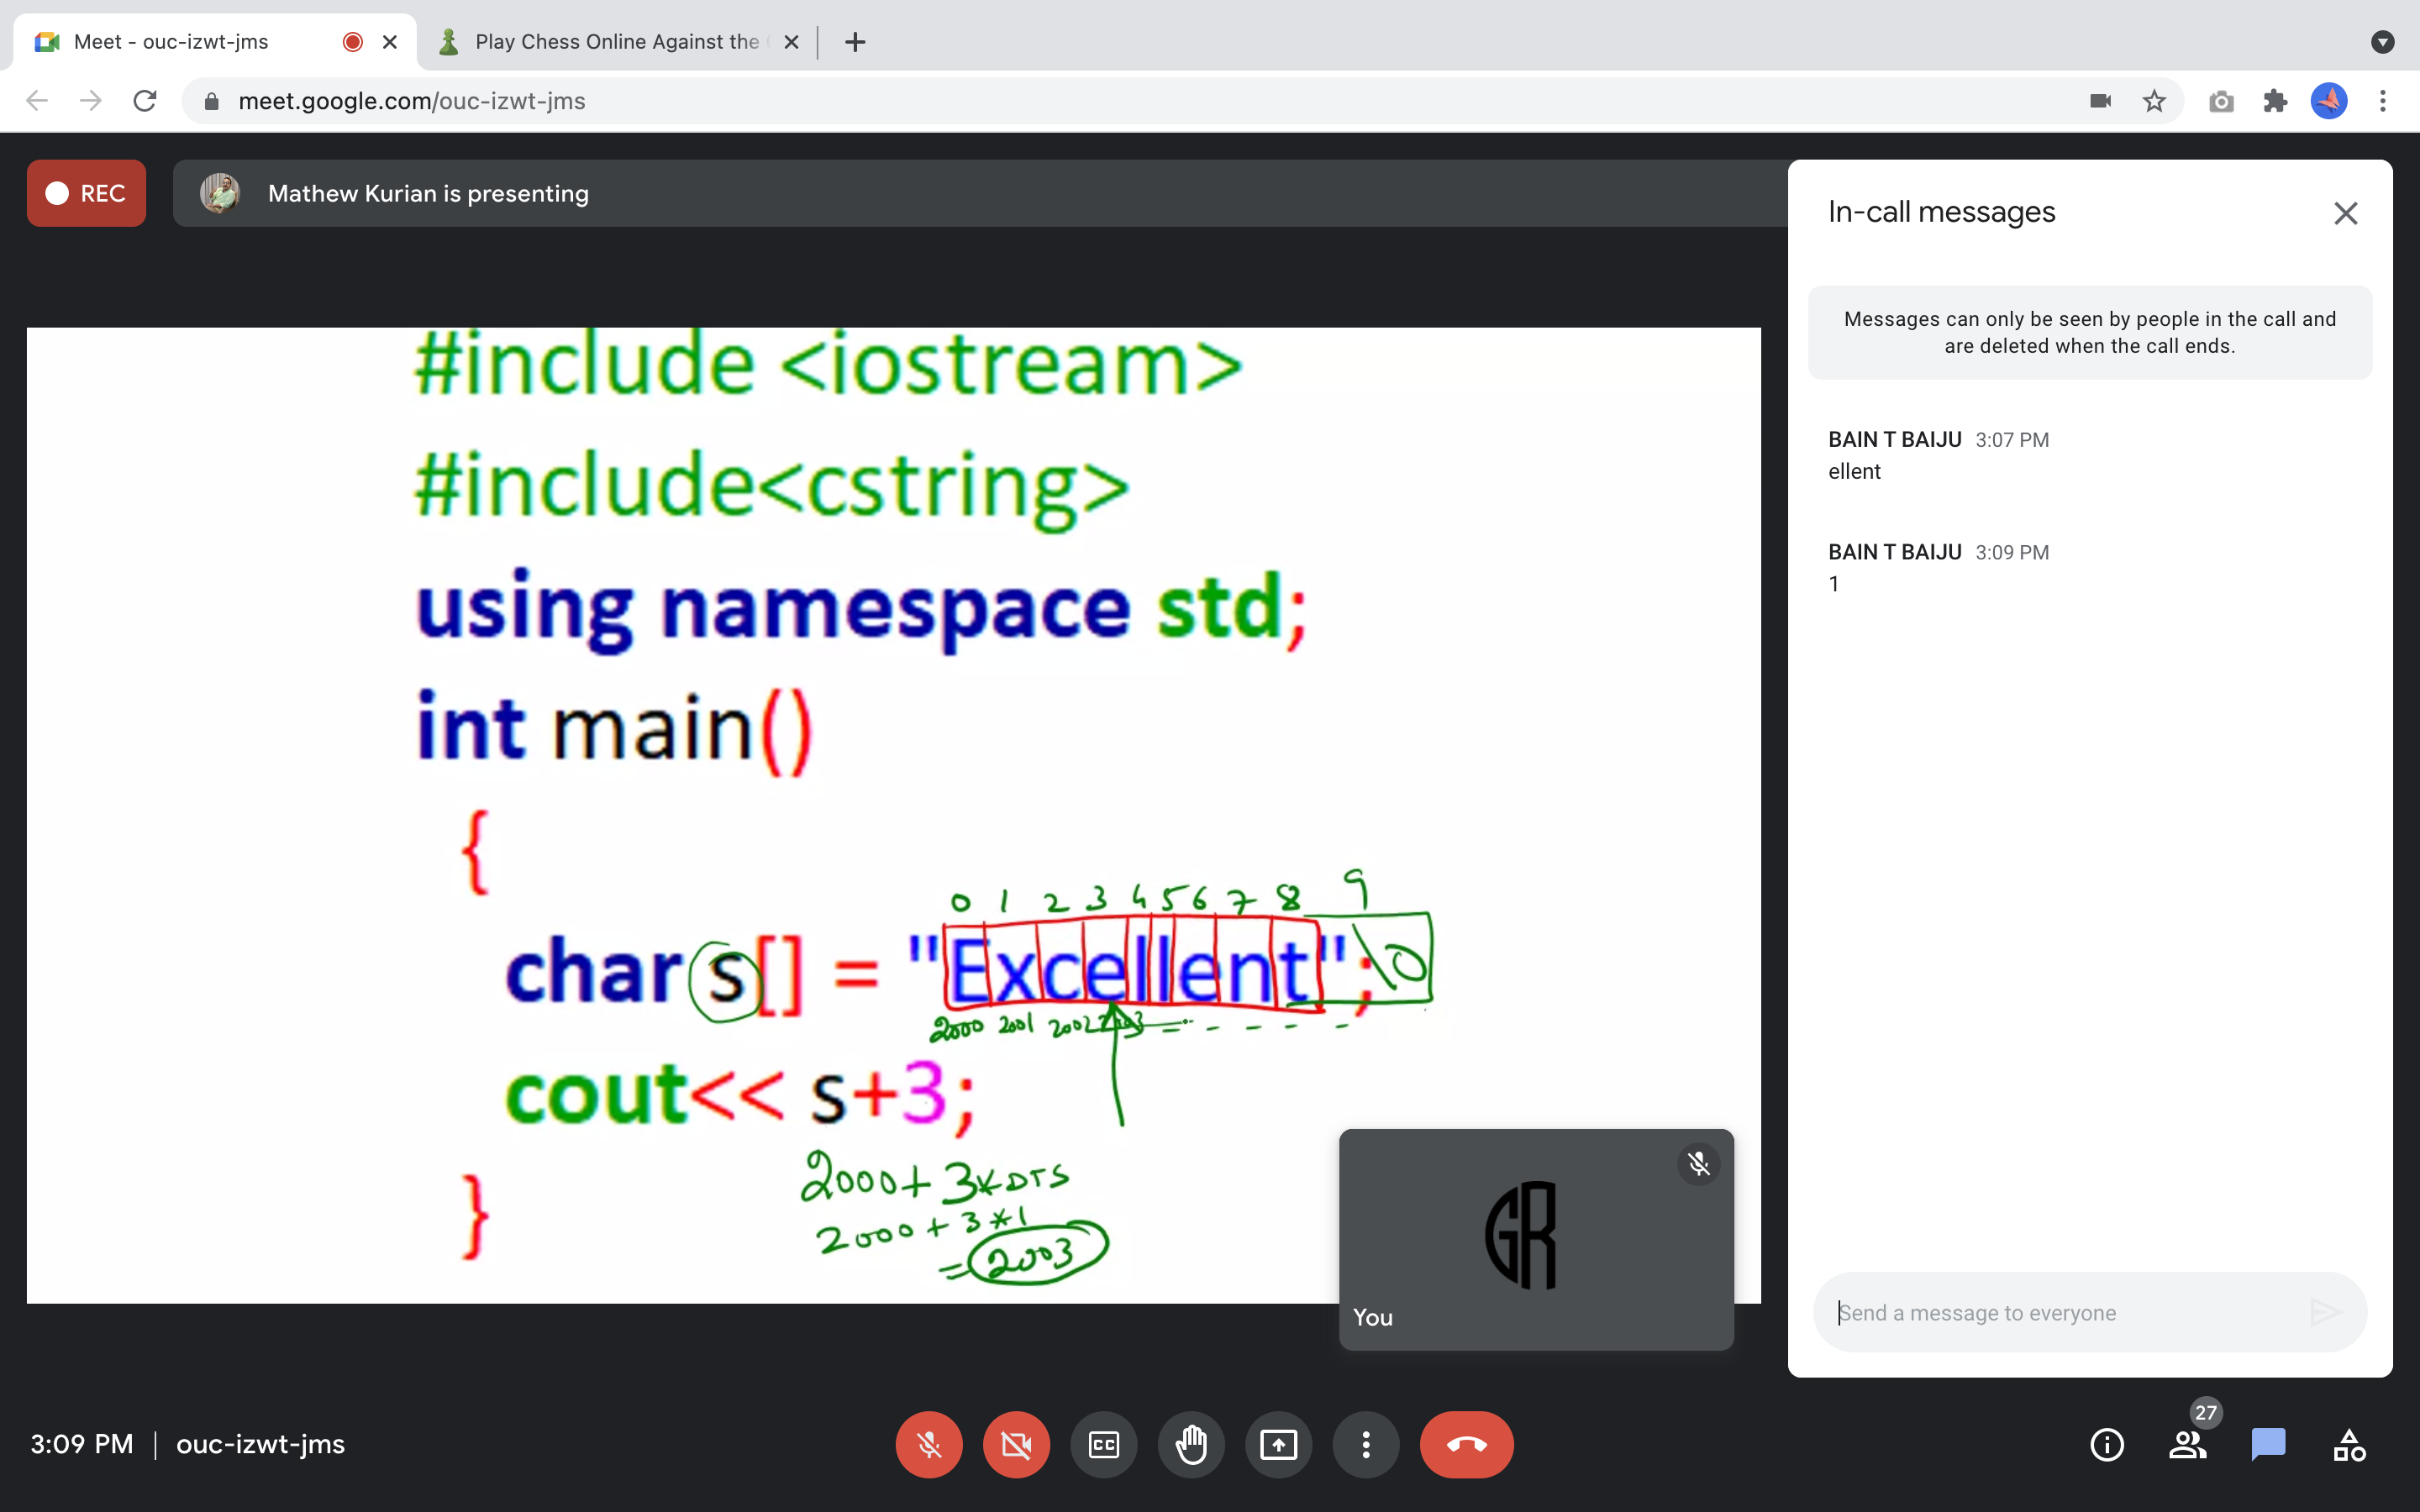 Meet - ouc-izwt-jms
Play Chess Online Against the
meet.google.com/ouc-izwt-jms
REC
Mathew Kurian is presenting
#include <iostream>
#include<cstring>
using namespace std;
int main()
{
0 1 2 3 4 5 6 7 8 9
char s[] = "Excellent"; \0
2000 2001 2002 2003
cout<< s+3;
2000 + 3 * DTS
}
2000 + 3 * 1
= 2003
GR
You
In-call messages
Messages can only be seen by people in the call and
are deleted when the call ends.
BAIN T BAIJU 3:07 PM
ellent
BAIN T BAIJU 3:09 PM
1
Send a message to everyone
3:09 PM | ouc-izwt-jms
CC
27